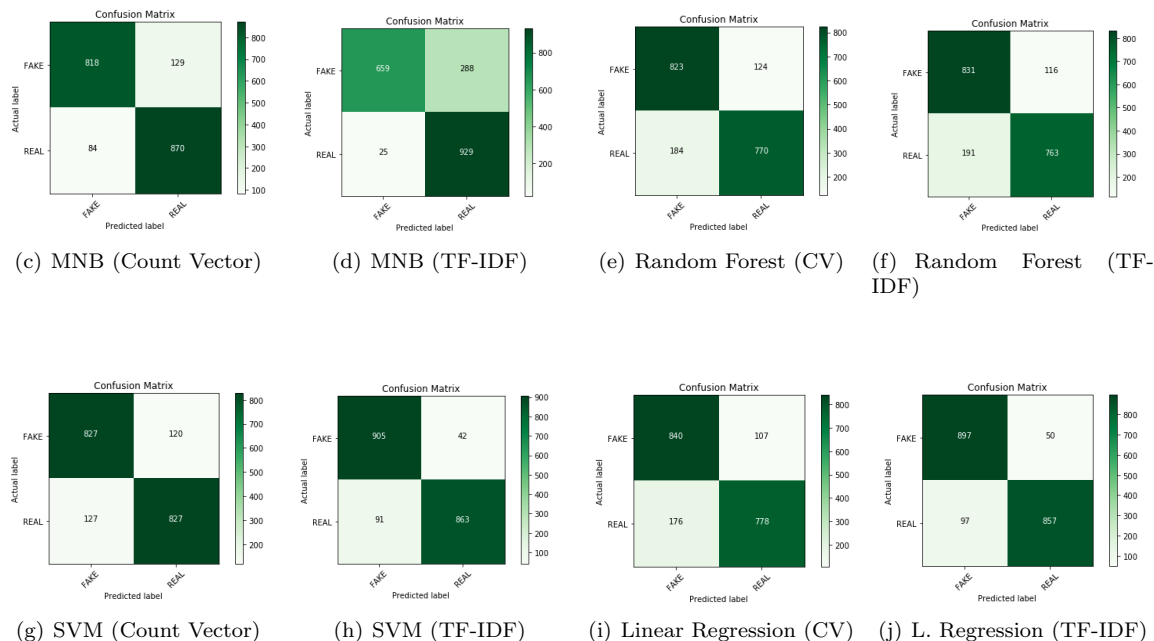 Confusion Matrix
FAKE
REAL
Actual label
818 129
84 870
FAKE REAL
Predicted label
800
700
600
500
400
300
200
100
(c) MNB (Count Vector)
Confusion Matrix
FAKE
REAL
Actual label
659 288
25 929
FAKE REAL
Predicted label
800
600
400
200
(d) MNB (TF-IDF)
Confusion Matrix
FAKE
REAL
Actual label
823 124
184 770
FAKE REAL
Predicted label
800
700
600
500
400
300
200
(e) Random Forest (CV)
Confusion Matrix
FAKE
REAL
Actual label
831 116
191 763
FAKE REAL
Predicted label
800
700
600
500
400
300
200
(f) Random Forest (TF-
IDF)
Confusion Matrix
FAKE
REAL
Actual label
827 120
127 827
FAKE REAL
Predicted label
800
700
600
500
400
300
200
(g) SVM (Count Vector)
Confusion Matrix
FAKE
REAL
Actual label
905 42
91 863
FAKE REAL
Predicted label
900
800
700
600
500
400
300
200
100
(h) SVM (TF-IDF)
Confusion Matrix
FAKE
REAL
Actual label
840 107
176 778
FAKE REAL
Predicted label
800
700
600
500
400
300
200
(i) Linear Regression (CV)
Confusion Matrix
FAKE
REAL
Actual label
897 50
97 857
FAKE REAL
Predicted label
800
700
600
500
400
300
200
100
(j) L. Regression (TF-IDF)